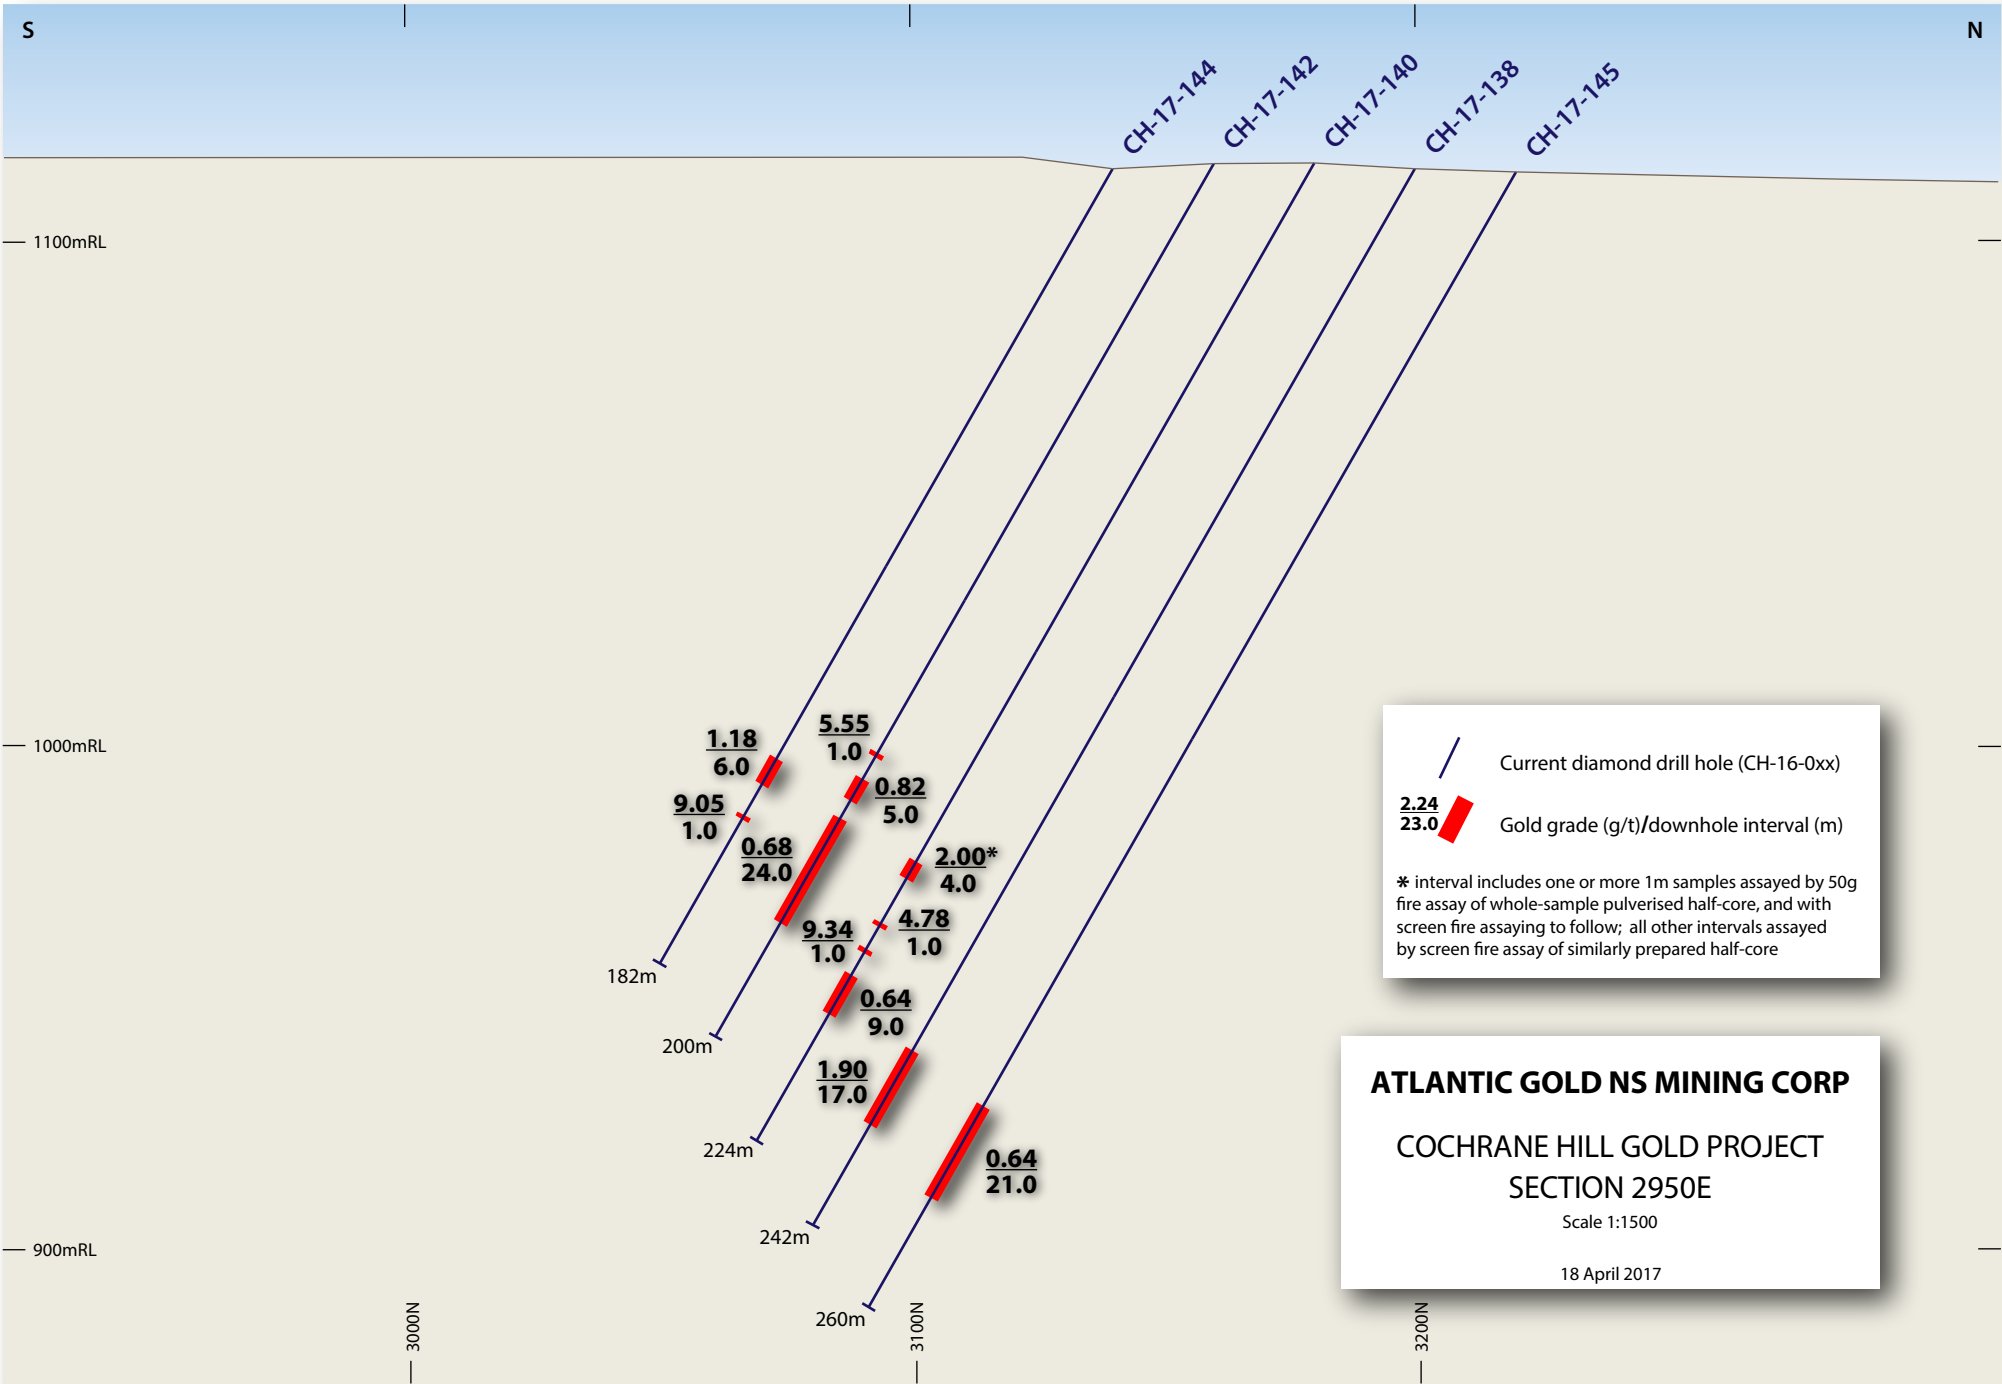 S
N
CH-17-144
CH-17-142
CH-17-140
CH-17-138
CH-17-145
1100mRL
1000mRL
900mRL
1.18
6.0
9.05
1.0
5.55
1.0
0.82
5.0
0.68
24.0
2.00*
4.0
4.78
1.0
9.34
1.0
0.64
9.0
1.90
17.0
0.64
21.0
182m
200m
224m
242m
260m
3000N
3100N
3200N
Current diamond drill hole (CH-16-0xx)
2.24
23.0
Gold grade (g/t)/downhole interval (m)
* interval includes one or more 1m samples assayed by 50g
fire assay of whole-sample pulverised half-core, and with
screen fire assaying to follow; all other intervals assayed
by screen fire assay of similarly prepared half-core
ATLANTIC GOLD NS MINING CORP
COCHRANE HILL GOLD PROJECT
SECTION 2950E
Scale 1:1500
18 April 2017